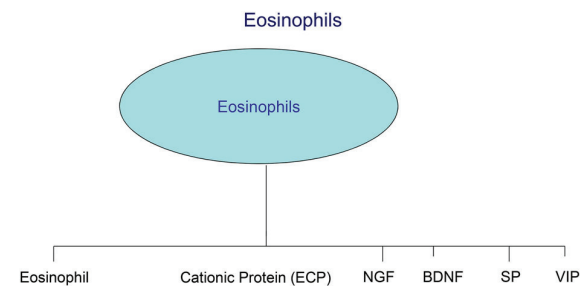 Eosinophils
Eosinophils
Eosinophil Cationic Protein (ECP) NGF BDNF SP VIP